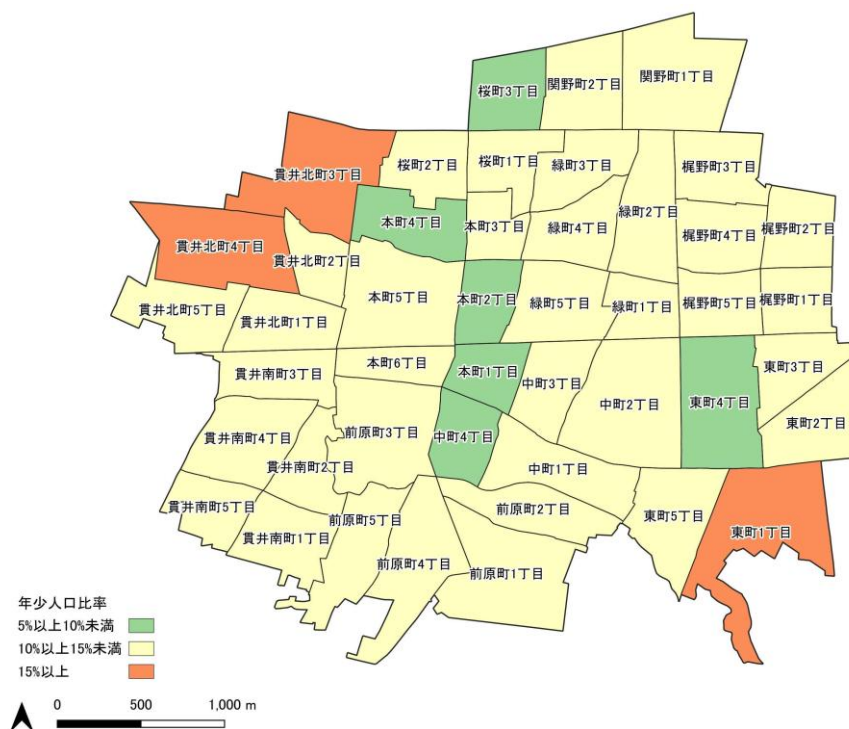 関野町1丁目
関野町2丁目
桜町3丁目
桜町2丁目
桜町1丁目
緑町3丁目
梶野町3丁目
貫井北町3丁目
本町4丁目
本町3丁目
緑町4丁目
緑町2丁目
梶野町4丁目
梶野町2丁目
貫井北町4丁目
貫井北町2丁目
貫井北町5丁目
貫井北町1丁目
本町5丁目
本町2丁目
緑町5丁目
緑町1丁目
梶野町5丁目
梶野町1丁目
貫井南町3丁目
本町6丁目
本町1丁目
中町3丁目
中町2丁目
東町4丁目
東町3丁目
東町2丁目
貫井南町4丁目
前原町3丁目
中町4丁目
貫井南町2丁目
中町1丁目
貫井南町5丁目
貫井南町1丁目
前原町5丁目
前原町2丁目
東町5丁目
東町1丁目
前原町4丁目
前原町1丁目
年少人口比率
5%以上10%未満
10%以上15%未満
15%以上
0 500 1,000 m